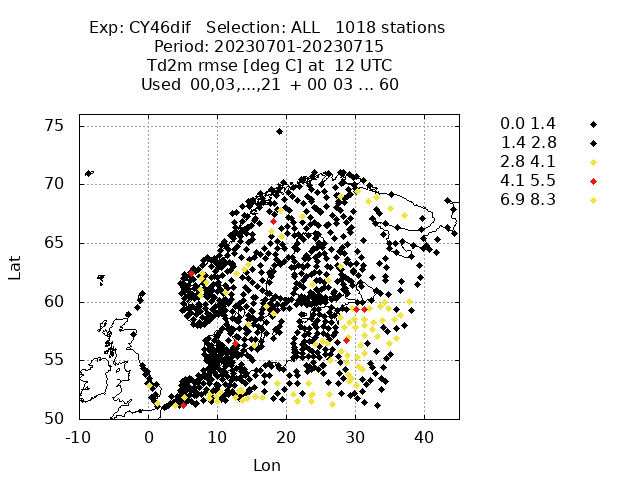 Exp: CY46dif   Selection: ALL   1018 stations
Period: 20230701-20230715
Td2m rmse [deg C] at  12 UTC
Used  00,03,...,21  + 00 03 ... 60
0.0 1.4
1.4 2.8
2.8 4.1
4.1 5.5
6.9 8.3
75
70
65
60
55
50
Lat
-10 0 10 20 30 40
Lon